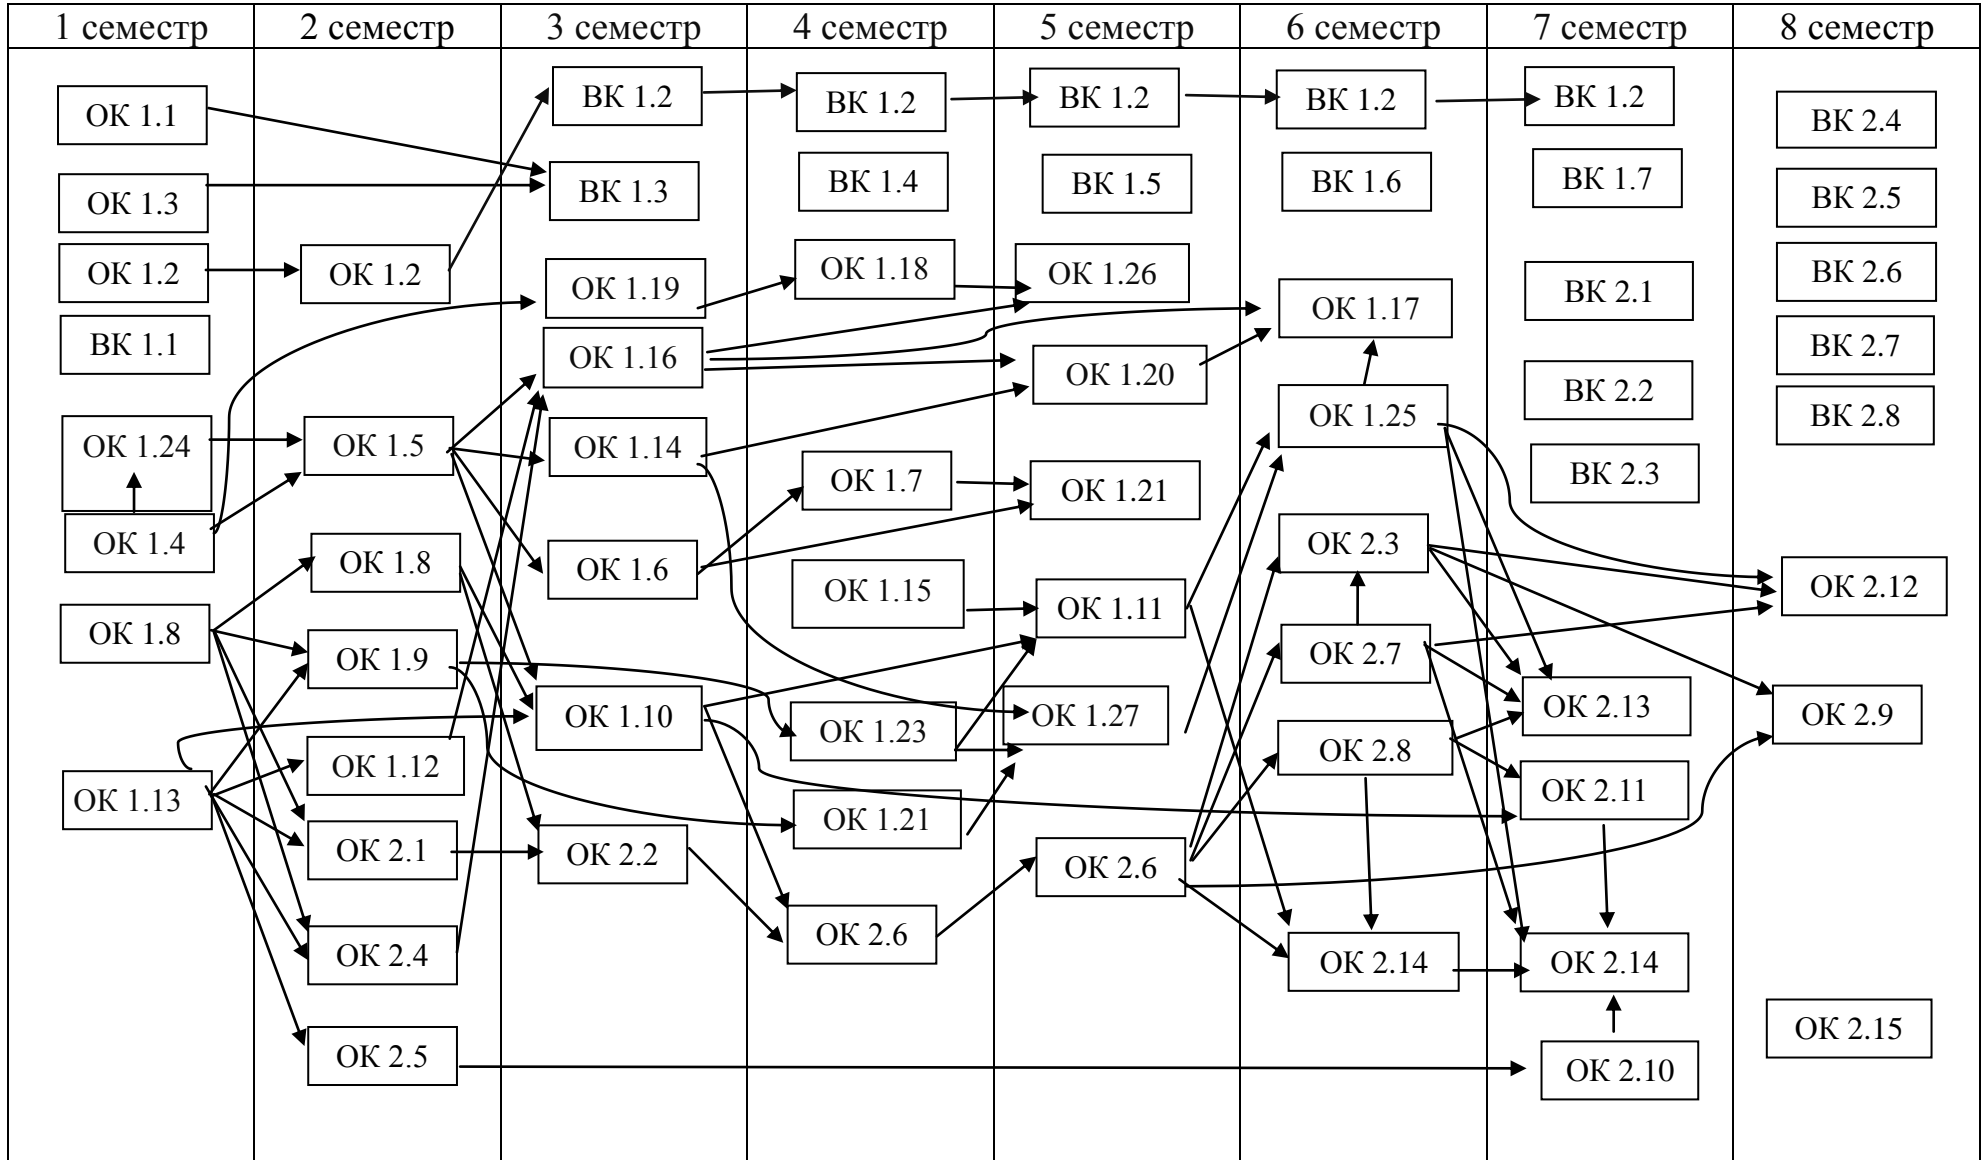 1 семестр
2 семестр
3 семестр
4 семестр
5 семестр
6 семестр
7 семестр
8 семестр
ОК 1.1
ОК 1.3
ОК 1.2
ВК 1.1
ОК 1.24
ОК 1.4
ОК 1.8
ОК 1.13
ОК 1.2
ОК 1.5
ОК 1.8
ОК 1.9
ОК 1.12
ОК 2.1
ОК 2.4
ОК 2.5
ВК 1.2
ВК 1.3
ОК 1.19
ОК 1.16
ОК 1.14
ОК 1.6
ОК 1.10
ОК 2.2
ВК 1.2
ВК 1.4
ОК 1.18
ОК 1.7
ОК 1.15
ОК 1.23
ОК 1.21
ОК 2.6
ВК 1.2
ВК 1.5
ОК 1.26
ОК 1.20
ОК 1.21
ОК 1.11
ОК 1.27
ОК 2.6
ВК 1.2
ВК 1.6
ОК 1.17
ОК 1.25
ОК 2.3
ОК 2.7
ОК 2.8
ОК 2.14
ВК 1.2
ВК 1.7
ВК 2.1
ВК 2.2
ВК 2.3
ОК 2.13
ОК 2.11
ОК 2.14
ОК 2.10
ВК 2.4
ВК 2.5
ВК 2.6
ВК 2.7
ВК 2.8
ОК 2.12
ОК 2.9
ОК 2.15